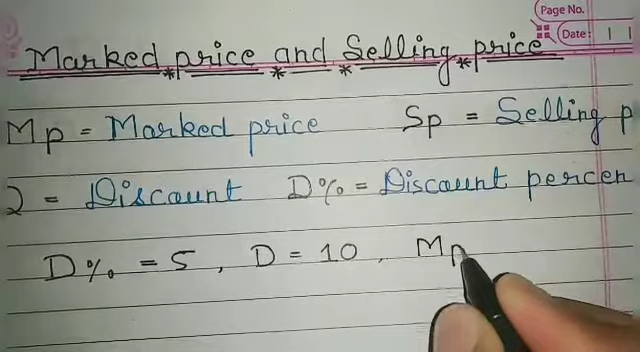 Page No.
Date:
Marked price and Selling price
Mp = Marked price Sp = Selling p
D = Discount D% = Discount percen
D% = 5 , D = 10 , Mp